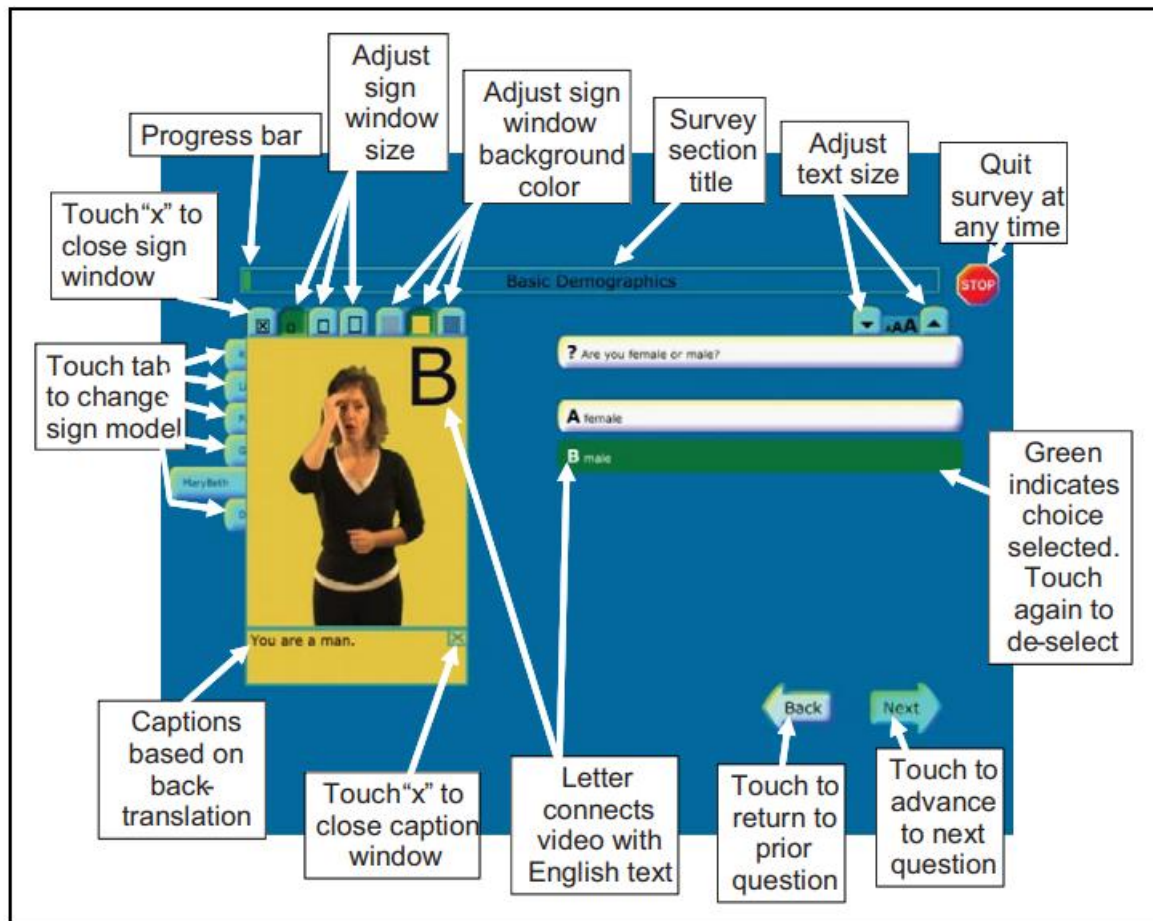 Adjust
sign
window
size
Adjust sign
window
background
color
Survey
section
title
Adjust
text size
Quit
survey at
any time
Progress bar
Touch“x” to
close sign
window
Basic Demographics
STOP
AAA
Touch tab
to change
sign model
MaryBeth
B
? Are you female or male?
A female
B male
Green
indicates
choice
selected.
Touch
again to
de-select
You are a man.
Back
Next
Captions
based on
back-
translation
Touch“x” to
close caption
window
Letter
connects
video with
English text
Touch to
return to
prior
question
Touch to
advance
to next
question